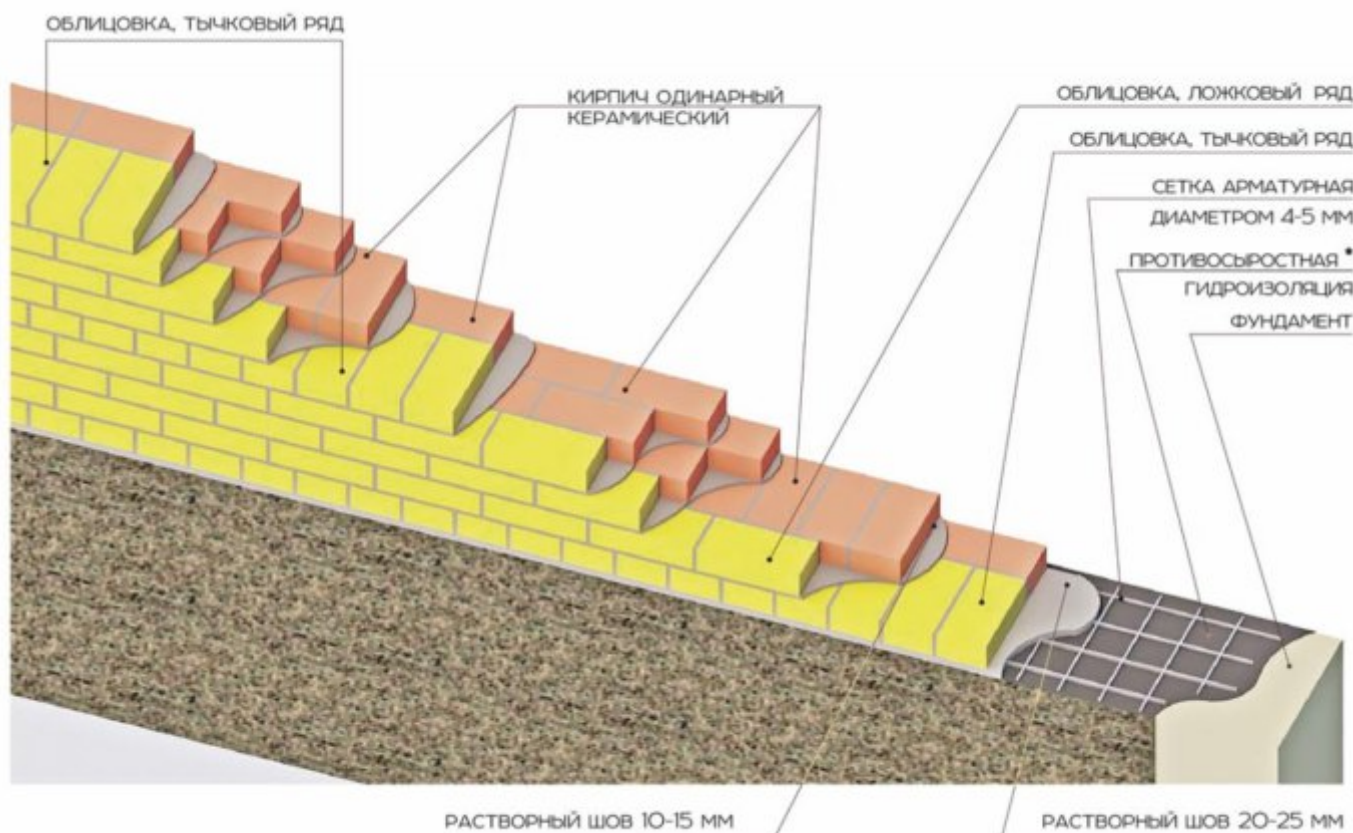 ОБЛИЦОВКА, ТЫЧКОВЫЙ РЯД
КИРПИЧ ОДИНАРНЫЙ
КЕРАМИЧЕСКИЙ
ОБЛИЦОВКА, ЛОЖКОВЫЙ РЯД
ОБЛИЦОВКА, ТЫЧКОВЫЙ РЯД
СЕТКА АРМАТУРНАЯ
ДИАМЕТРОМ 4-5 ММ
ПРОТИВОСЫРОСТНАЯ *
ГИДРОИЗОЛЯЦИЯ
ФУНДАМЕНТ
РАСТВОРНЫЙ ШОВ 10-15 ММ
РАСТВОРНЫЙ ШОВ 20-25 ММ